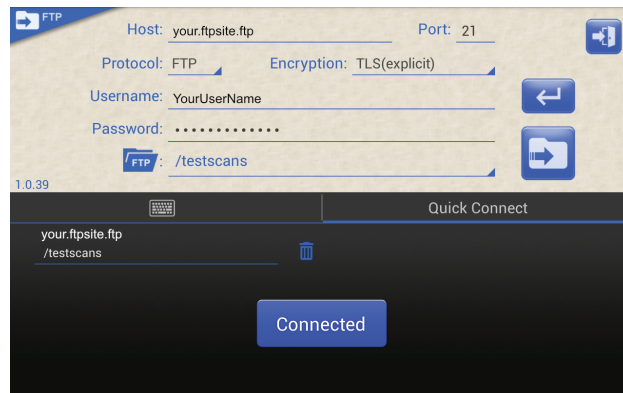 FTP
Host: your.ftpsite.ftp Port: 21
Protocol: FTP Encryption: TLS(explicit)
Username: YourUserName
Password: •••••••••••••
FTP : /testscans
1.0.39
Quick Connect
your.ftpsite.ftp
/testscans
Connected